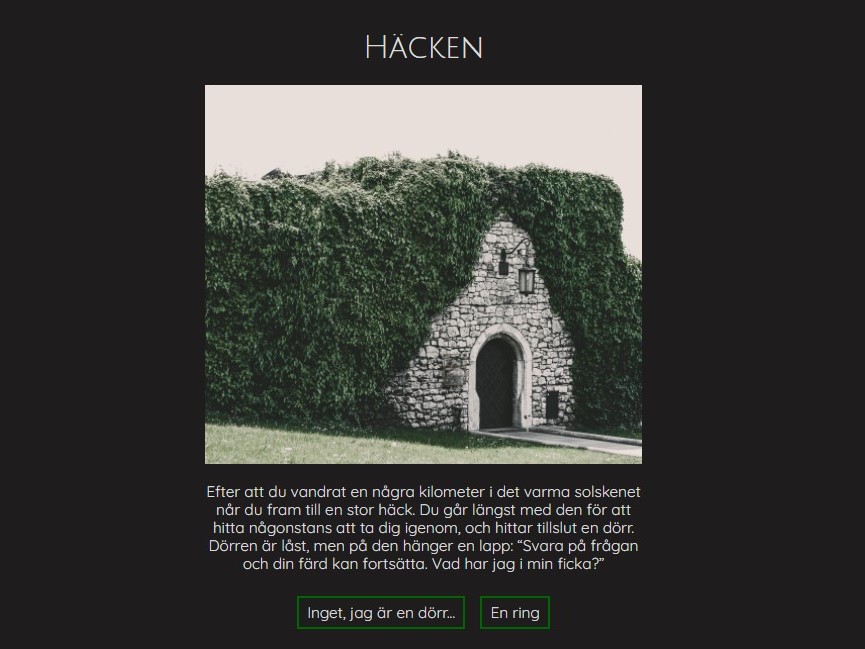 Häcken
Efter att du vandrat en några kilometer i det varma solskenet
når du fram till en stor häck. Du går längst med den för att
hitta någonstans att ta dig igenom, och hittar tillslut en dörr.
Dörren är låst, men på den hänger en lapp: “Svara på frågan
och din färd kan fortsätta. Vad har jag i min ficka?”
Inget, jag är en dörr...
En ring